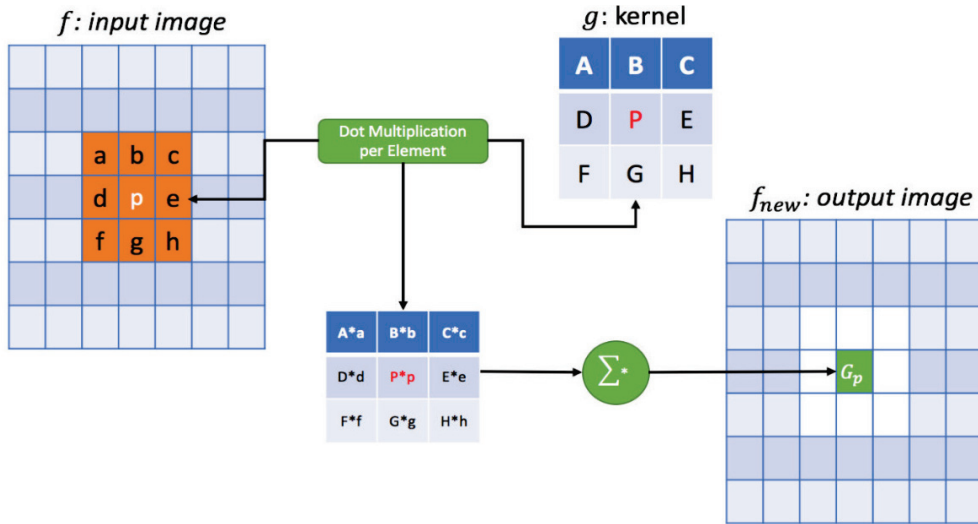 f: input image
a b c
d p e
f g h
Dot Multiplication
per Element
g: kernel
A B C
D P E
F G H
A*a B*b C*c
D*d P*p E*e
F*f G*g H*h
∑*
f_new: output image
G_p